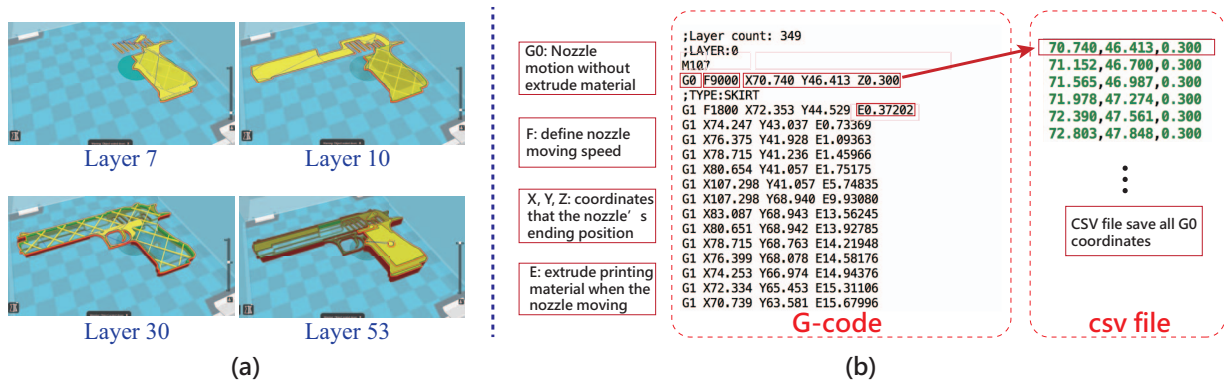 Layer 7
Layer 10
Layer 30
Layer 53
(a)
G0: Nozzle
motion without
extrude material
F: define nozzle
moving speed
X, Y, Z: coordinates
that the nozzle's
ending position
E: extrude printing
material when the
nozzle moving
;Layer count: 349
;LAYER:0
M107
G0 F9000 X70.740 Y46.413 Z0.300
;TYPE:SKIRT
G1 F1800 X72.353 Y44.529 E0.37202
G1 X74.247 Y43.037 E0.73369
G1 X76.375 Y41.928 E1.09363
G1 X78.715 Y41.236 E1.45966
G1 X80.654 Y41.057 E1.75175
G1 X107.298 Y41.057 E5.74835
G1 X107.298 Y68.940 E9.93080
G1 X83.087 Y68.943 E13.56245
G1 X80.651 Y68.942 E13.92785
G1 X78.715 Y68.763 E14.21948
G1 X76.399 Y68.078 E14.58176
G1 X74.253 Y66.974 E14.94376
G1 X72.334 Y65.453 E15.31106
G1 X70.739 Y63.581 E15.67996
G-code
70.740,46.413,0.300
71.152,46.700,0.300
71.565,46.987,0.300
71.978,47.274,0.300
72.390,47.561,0.300
72.803,47.848,0.300
CSV file save all G0
coordinates
csv file
(b)